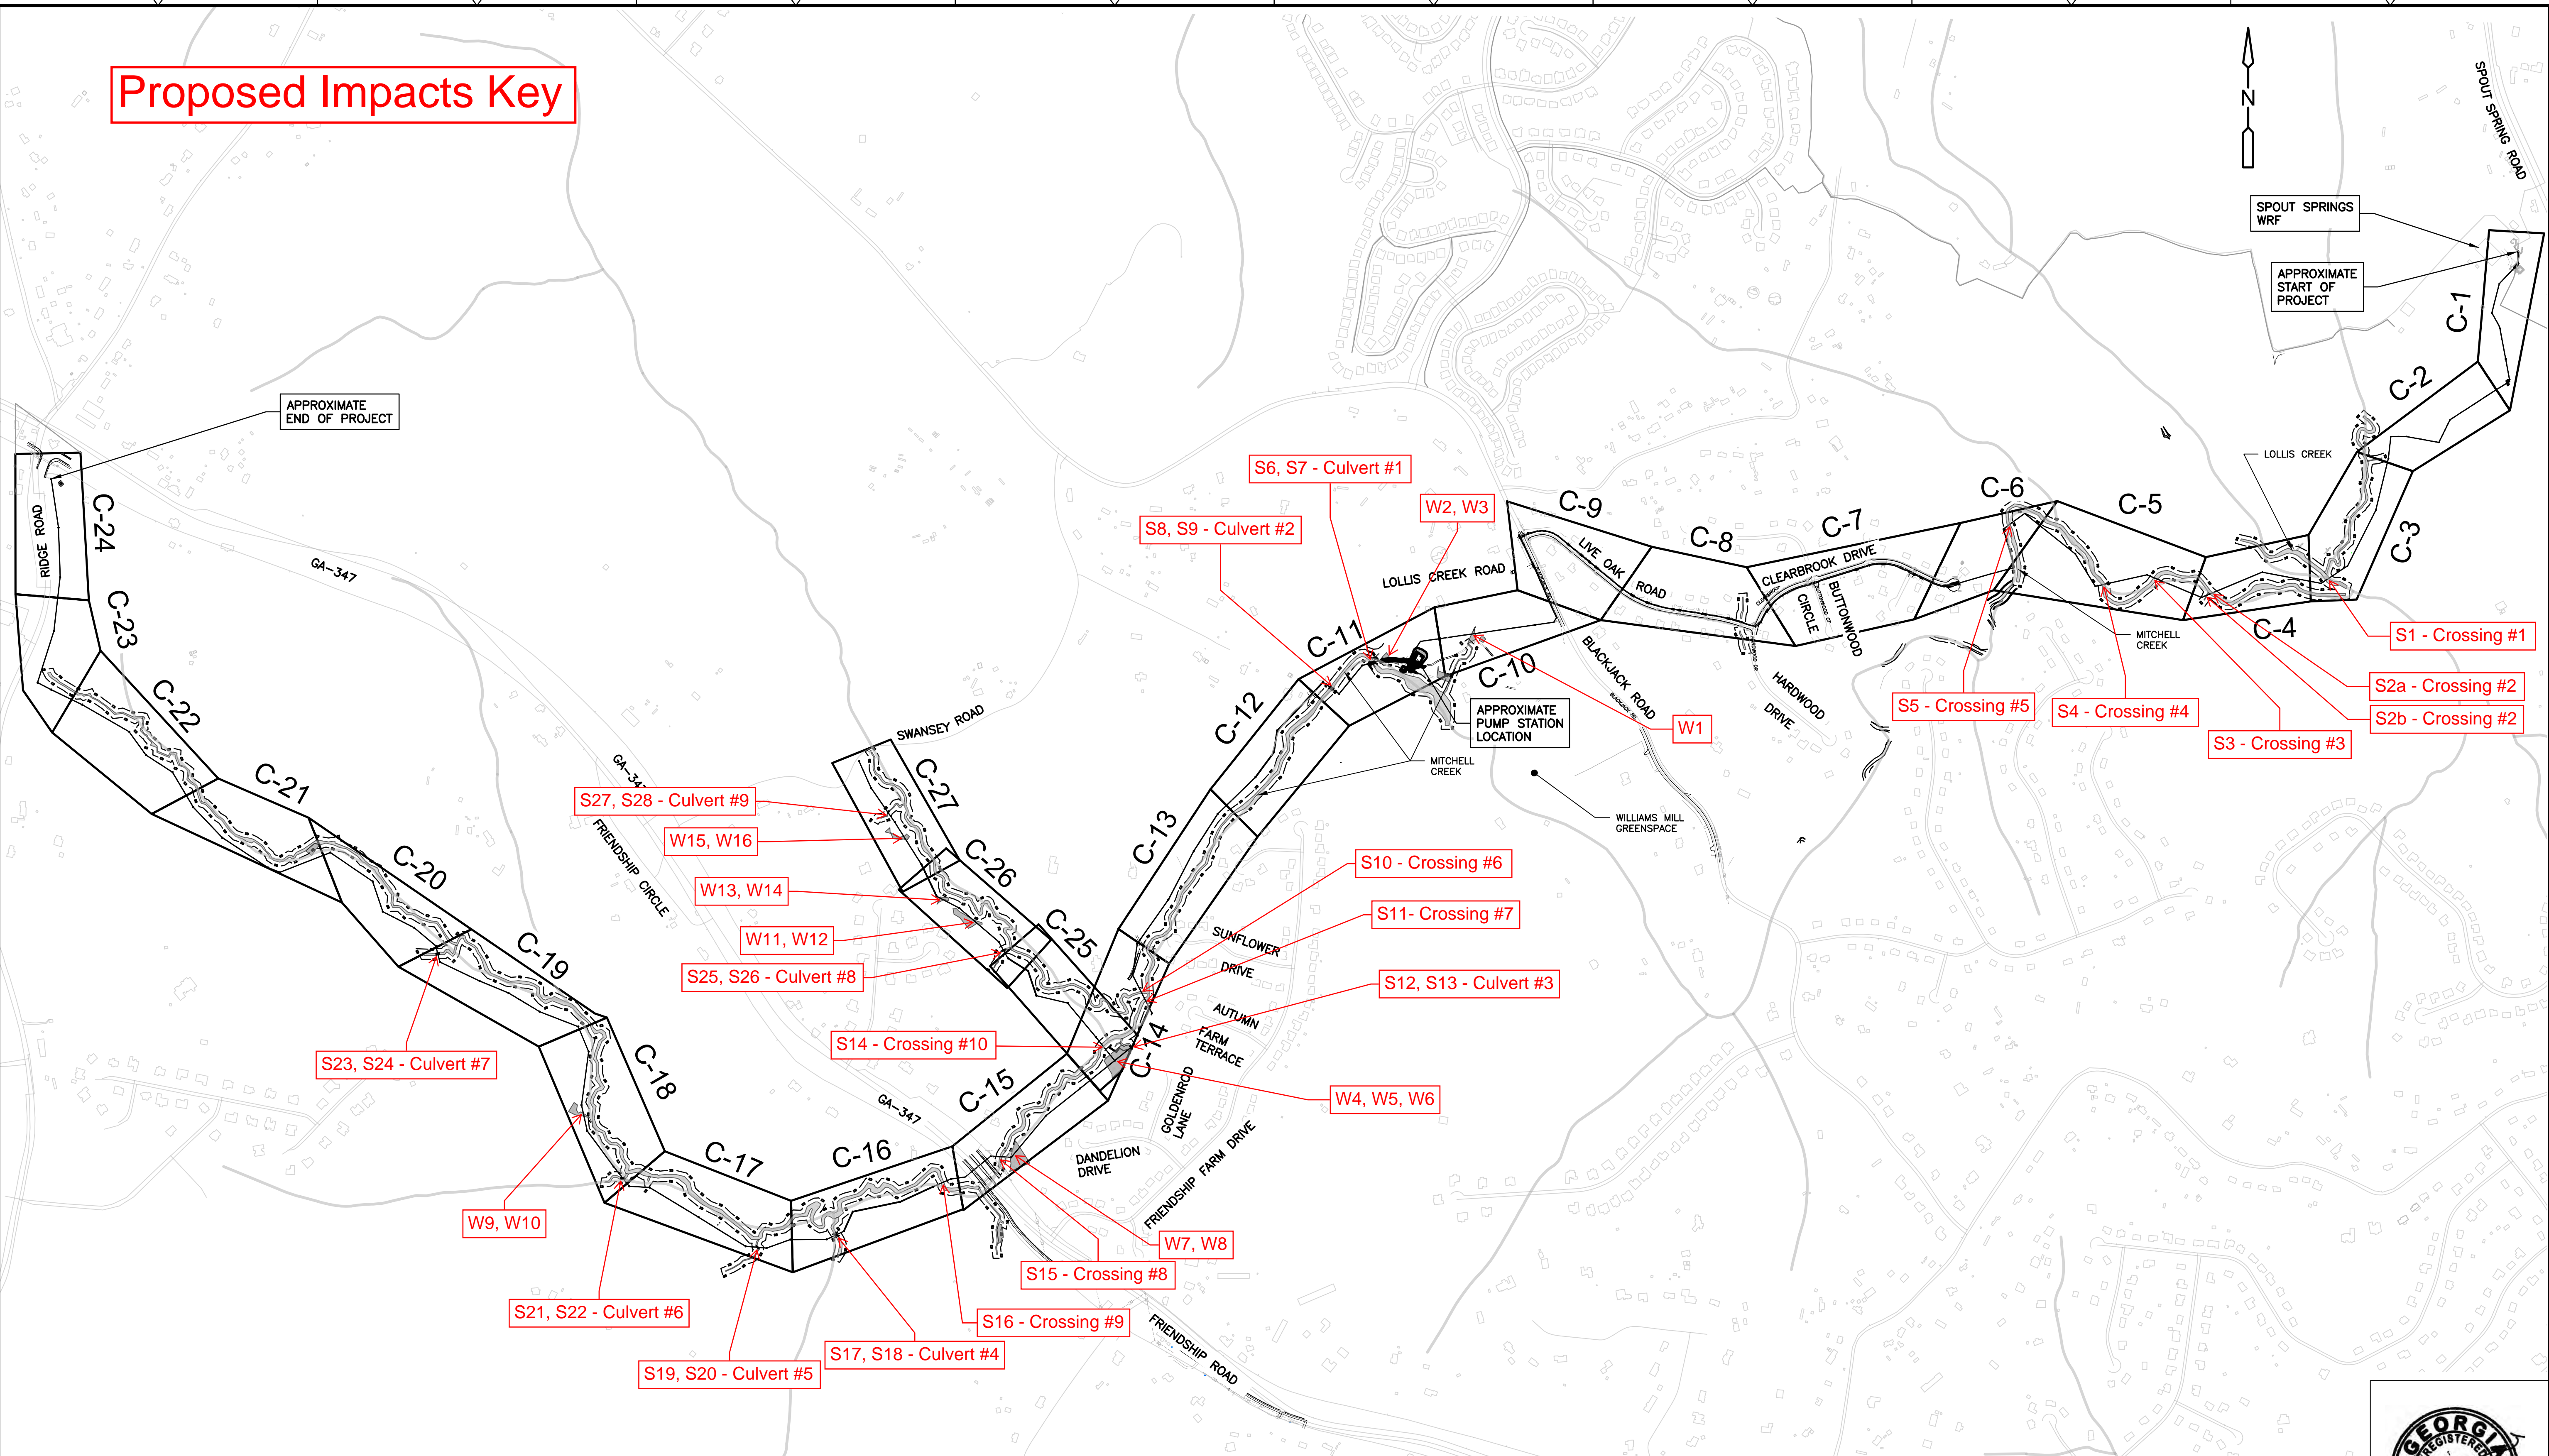 Proposed Impacts Key
N
SPOUT SPRING ROAD
SPOUT SPRINGS
WRF
APPROXIMATE
START OF
PROJECT
C-1
C-2
C-3
LOLLIS CREEK
C-4
C-5
C-6
C-7
C-8
C-9
MITCHELL
CREEK
S1 - Crossing #1
S2a - Crossing #2
S2b - Crossing #2
S3 - Crossing #3
S4 - Crossing #4
S5 - Crossing #5
CLEARBROOK DRIVE
BUTTONWOOD
CIRCLE
HARDWOOD
DRIVE
LIVE OAK ROAD
LOLLIS CREEK ROAD
BLACKJACK ROAD
BLACKJACK RD.
S6, S7 - Culvert #1
W2, W3
S8, S9 - Culvert #2
C-10
C-11
C-12
C-13
APPROXIMATE
PUMP STATION
LOCATION
W1
MITCHELL
CREEK
WILLIAMS MILL
GREENSPACE
S10 - Crossing #6
S11- Crossing #7
S12, S13 - Culvert #3
SUNFLOWER
DRIVE
AUTUMN
FARM
TERRACE
GOLDENROD
LANE
DANDELION
DRIVE
FRIENDSHIP FARM DRIVE
W4, W5, W6
C-14
C-15
S14 - Crossing #10
SWANSEY ROAD
C-27
C-26
C-25
S27, S28 - Culvert #9
W15, W16
W13, W14
W11, W12
S25, S26 - Culvert #8
GA-347
FRIENDSHIP CIRCLE
GA-347
W7, W8
S15 - Crossing #8
S16 - Crossing #9
S17, S18 - Culvert #4
FRIENDSHIP ROAD
C-16
C-17
S19, S20 - Culvert #5
S21, S22 - Culvert #6
W9, W10
C-18
C-19
S23, S24 - Culvert #7
C-20
C-21
C-22
C-23
C-24
RIDGE ROAD
GA-347
APPROXIMATE
END OF PROJECT
GEORGIA
REGISTERED